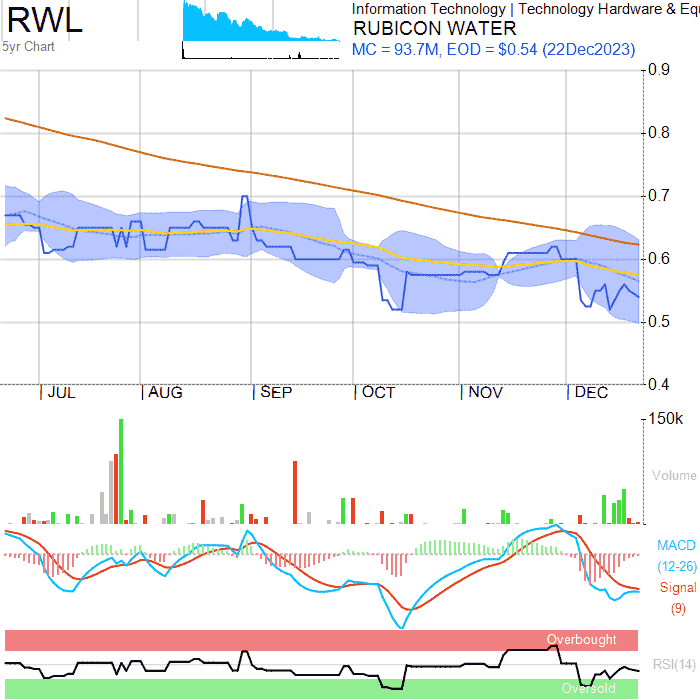 RWL
5yr Chart
Information Technology | Technology Hardware & Equ
RUBICON WATER
MC = 93.7M, EOD = $0.54 (22Dec2023)
0.9
0.8
0.7
0.6
0.5
0.4
JUL AUG SEP OCT NOV DEC
150k
Volume
MACD
(12-26)
Signal
(9)
Overbought
RSI(14)
Oversold